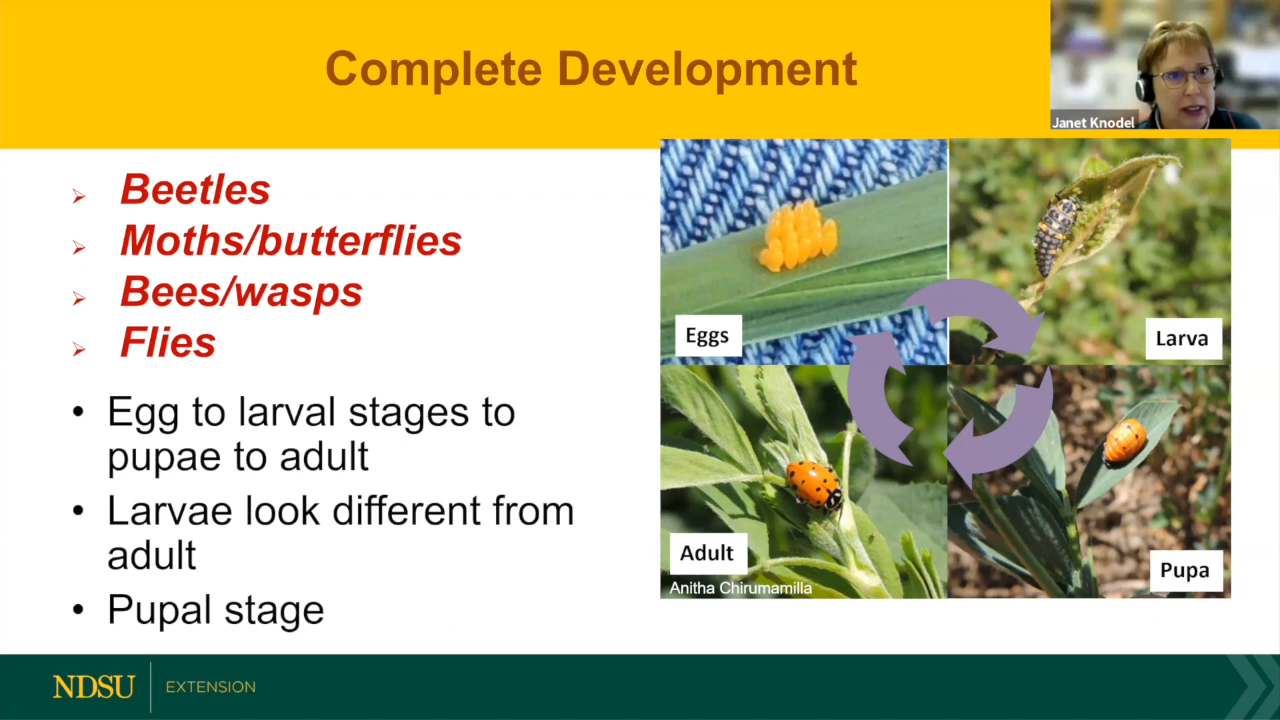 Complete Development
Janet Knodel
Beetles
Moths/butterflies
Bees/wasps
Flies
• Egg to larval stages to
pupae to adult
• Larvae look different from
adult
• Pupal stage
Eggs
Larva
Adult
Anitha Chirumamilla
Pupa
NDSU
EXTENSION